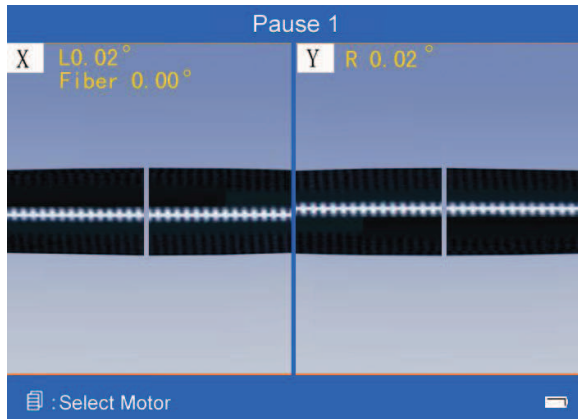 Pause 1
X L0.02°
Fiber 0.00°
Y R 0.02°
:Select Motor